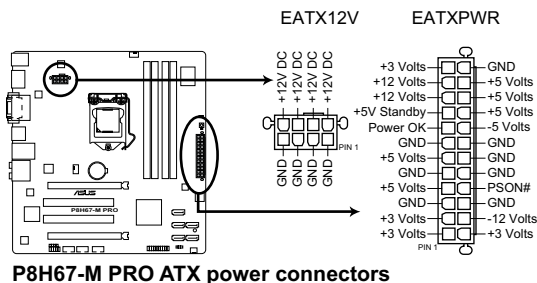 EATX12V EATXPWR
+12V DC
+12V DC
+12V DC
+12V DC
GND
GND
GND
GND
PIN 1
+3 Volts GND
+12 Volts +5 Volts
+12 Volts +5 Volts
+5V Standby +5 Volts
Power OK -5 Volts
GND GND
+5 Volts GND
GND GND
+5 Volts PSON#
GND GND
+3 Volts -12 Volts
+3 Volts +3 Volts
PIN 1
ASUS
P8H67-M PRO
P8H67-M PRO ATX power connectors